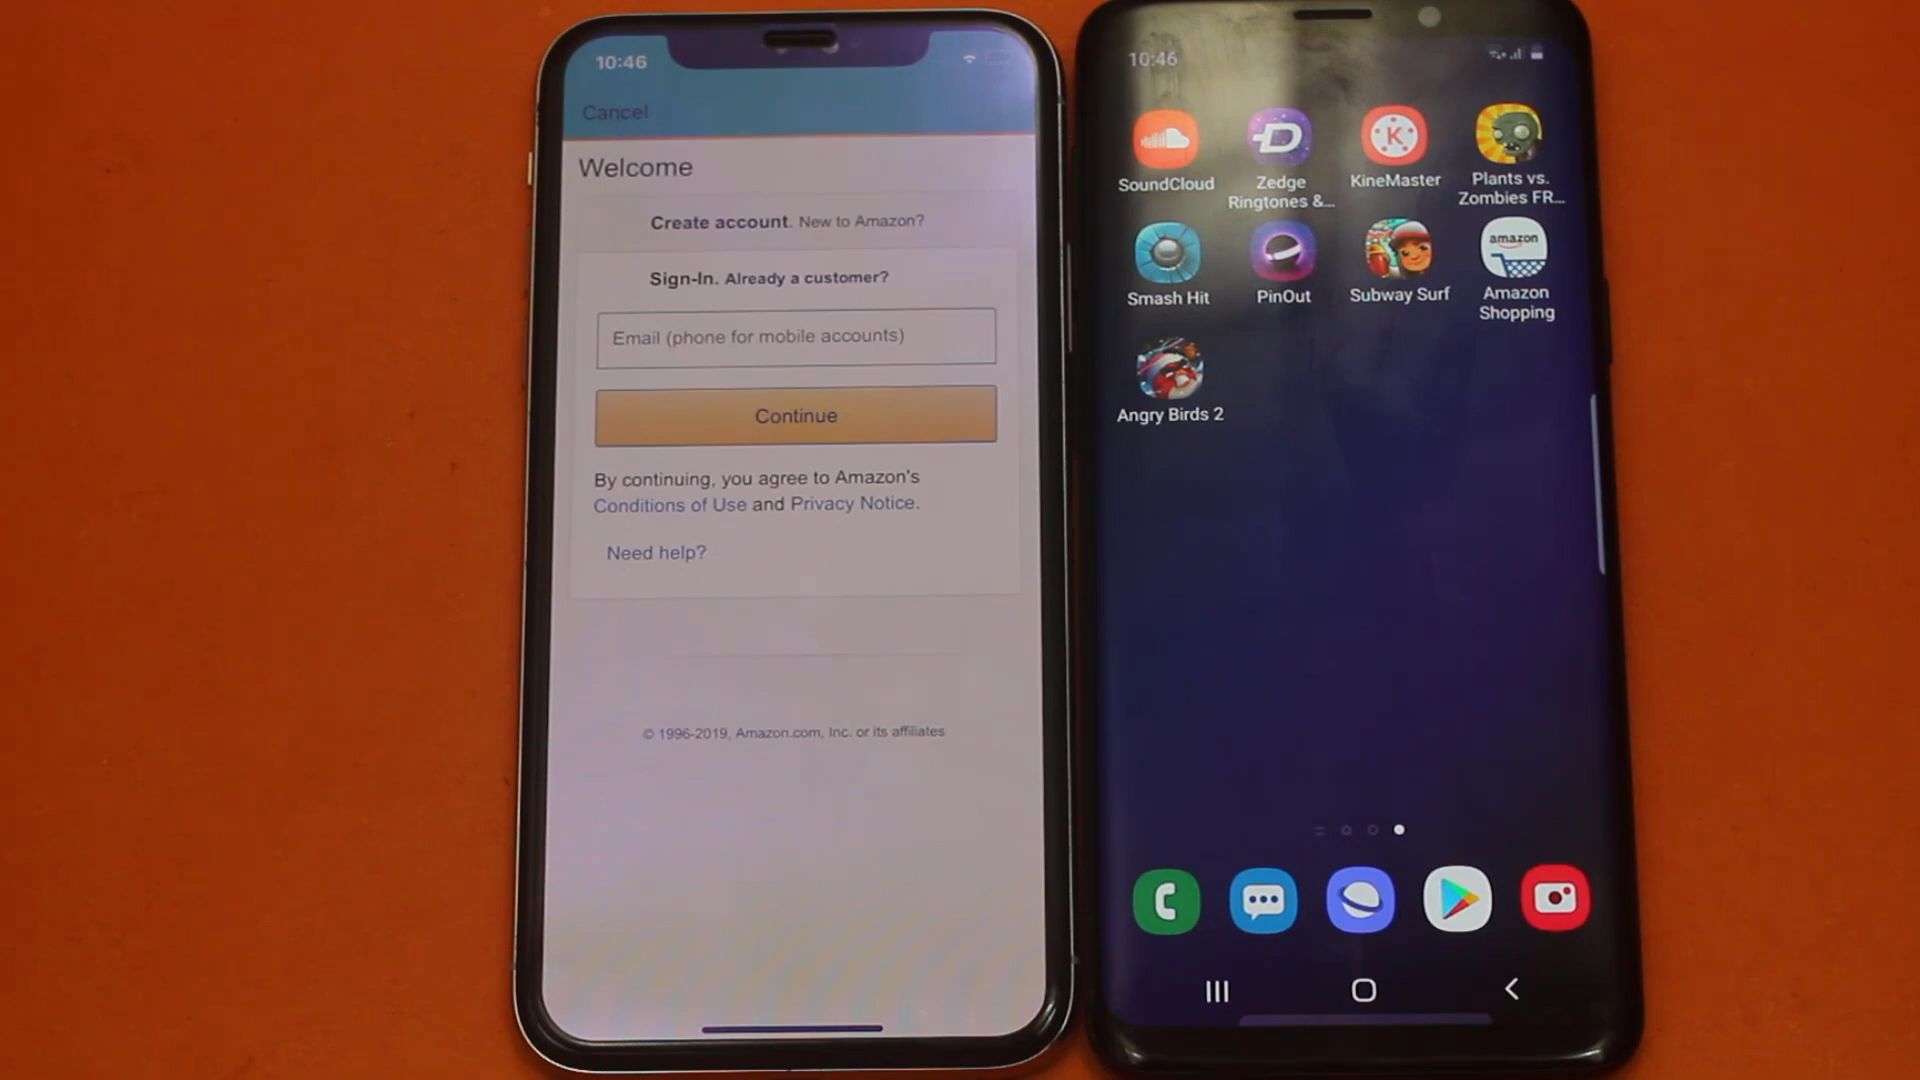 10:46
Cancel
Welcome
Create account. New to Amazon?
Sign-In. Already a customer?
Email (phone for mobile accounts)
Continue
By continuing, you agree to Amazon's
Conditions of Use and Privacy Notice.
Need help?
© 1996-2019, Amazon.com, Inc. or its affiliates
10:46
SoundCloud
Zedge
Ringtones &...
K
KineMaster
Plants vs.
Zombies FR...
Smash Hit
PinOut
Subway Surf
amazon
Amazon
Shopping
Angry Birds 2